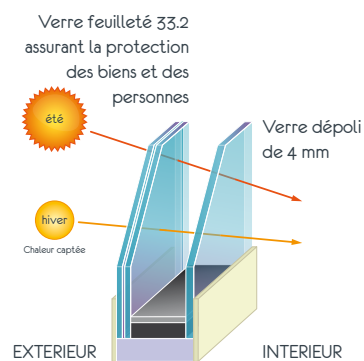 Verre feuilleté 33.2
assurant la protection
des biens et des
personnes
été
Verre dépoli
de 4 mm
hiver
Chaleur captée
EXTERIEUR
INTERIEUR